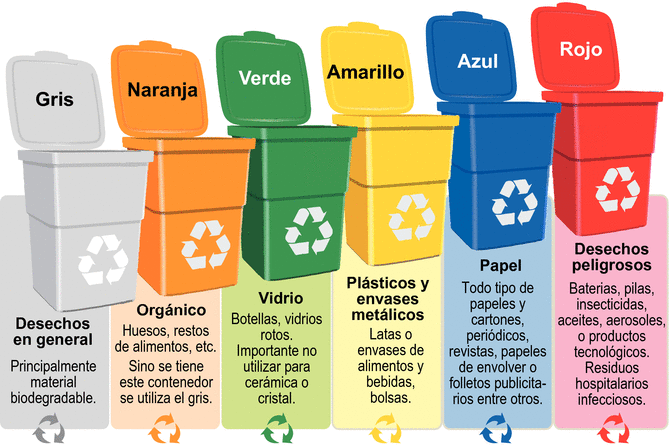 Gris
Naranja
Verde
Amarillo
Azul
Rojo
Desechos
en general
Principalmente
material
biodegradable.
Orgánico
Huesos, restos
de alimentos, etc.
Sino se tiene
este contenedor
se utiliza el gris.
Vidrio
Botellas, vidrios
rotos.
Importante no
utilizar para
cerámica o
cristal.
Plásticos y
envases
metálicos
Latas o
envases de
alimentos y
bebidas,
bolsas.
Papel
Todo tipo de
papeles y
cartones,
periódicos,
revistas, papeles
de envolver o
folletos publicita-
rios entre otros.
Desechos
peligrosos
Baterias, pilas,
insecticidas,
aceites, aerosoles,
o productos
tecnológicos.
Residuos
hospitalarios
infecciosos.